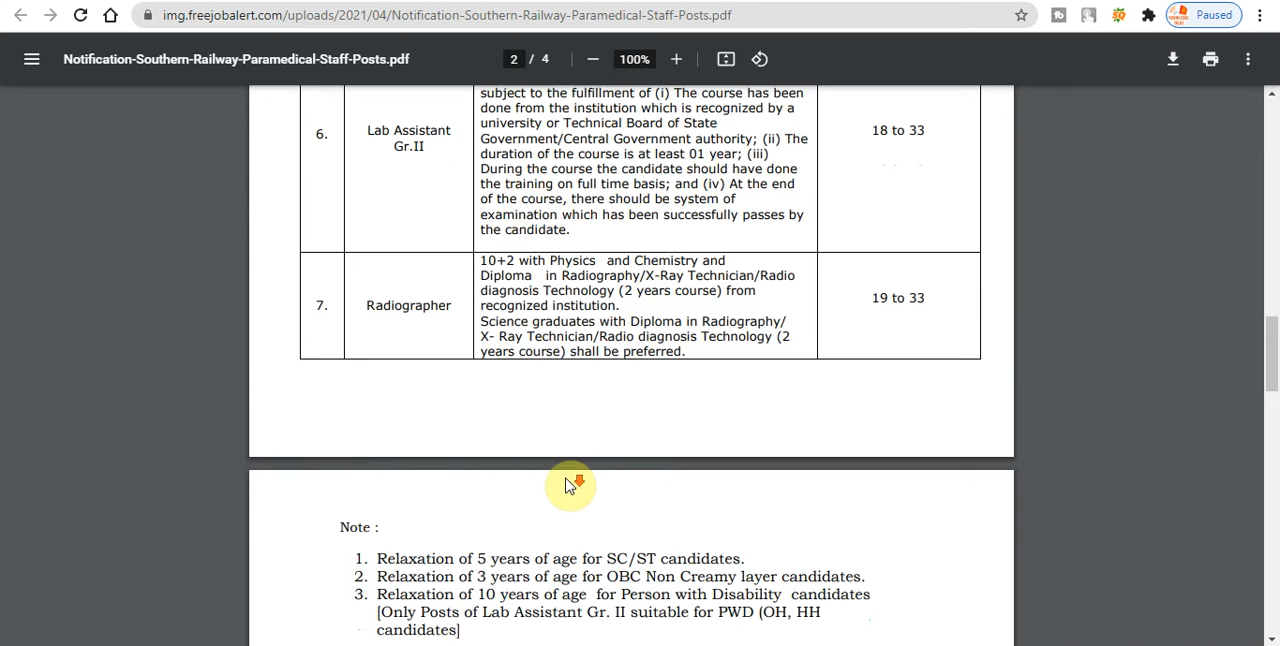 img.freejobalert.com/uploads/2021/04/Notification-Southern-Railway-Paramedical-Staff-Posts.pdf
Paused
Notification-Southern-Railway-Paramedical-Staff-Posts.pdf
2 / 4
100%
6.
Lab Assistant
Gr.II
subject to the fulfillment of (i) The course has been
done from the institution which is recognized by a
university or Technical Board of State
Government/Central Government authority; (ii) The
duration of the course is at least 01 year; (iii)
During the course the candidate should have done
the training on full time basis; and (iv) At the end
of the course, there should be system of
examination which has been successfully passes by
the candidate.
18 to 33
7.
Radiographer
10+2 with Physics and Chemistry and
Diploma in Radiography/X-Ray Technician/Radio
diagnosis Technology (2 years course) from
recognized institution.
Science graduates with Diploma in Radiography/
X- Ray Technician/Radio diagnosis Technology (2
years course) shall be preferred.
19 to 33
Note :
1. Relaxation of 5 years of age for SC/ST candidates.
2. Relaxation of 3 years of age for OBC Non Creamy layer candidates.
3. Relaxation of 10 years of age for Person with Disability candidates
[Only Posts of Lab Assistant Gr. II suitable for PWD (OH, HH
candidates]